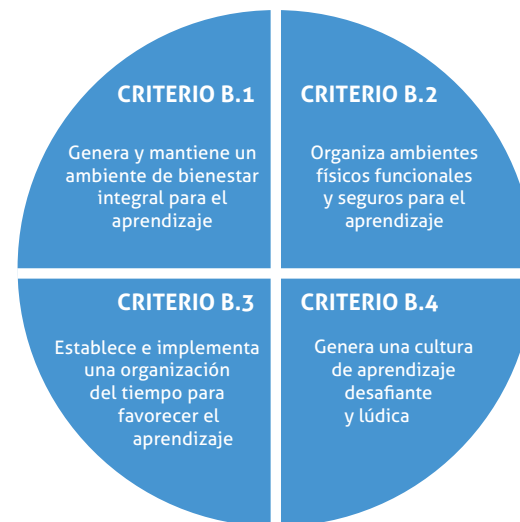 CRITERIO B.1
Genera y mantiene un
ambiente de bienestar
integral para el
aprendizaje
CRITERIO B.2
Organiza ambientes
físicos funcionales
y seguros para el
aprendizaje
CRITERIO B.3
Establece e implementa
una organización
del tiempo para
favorecer el
aprendizaje
CRITERIO B.4
Genera una cultura
de aprendizaje
desafiante
y lúdica